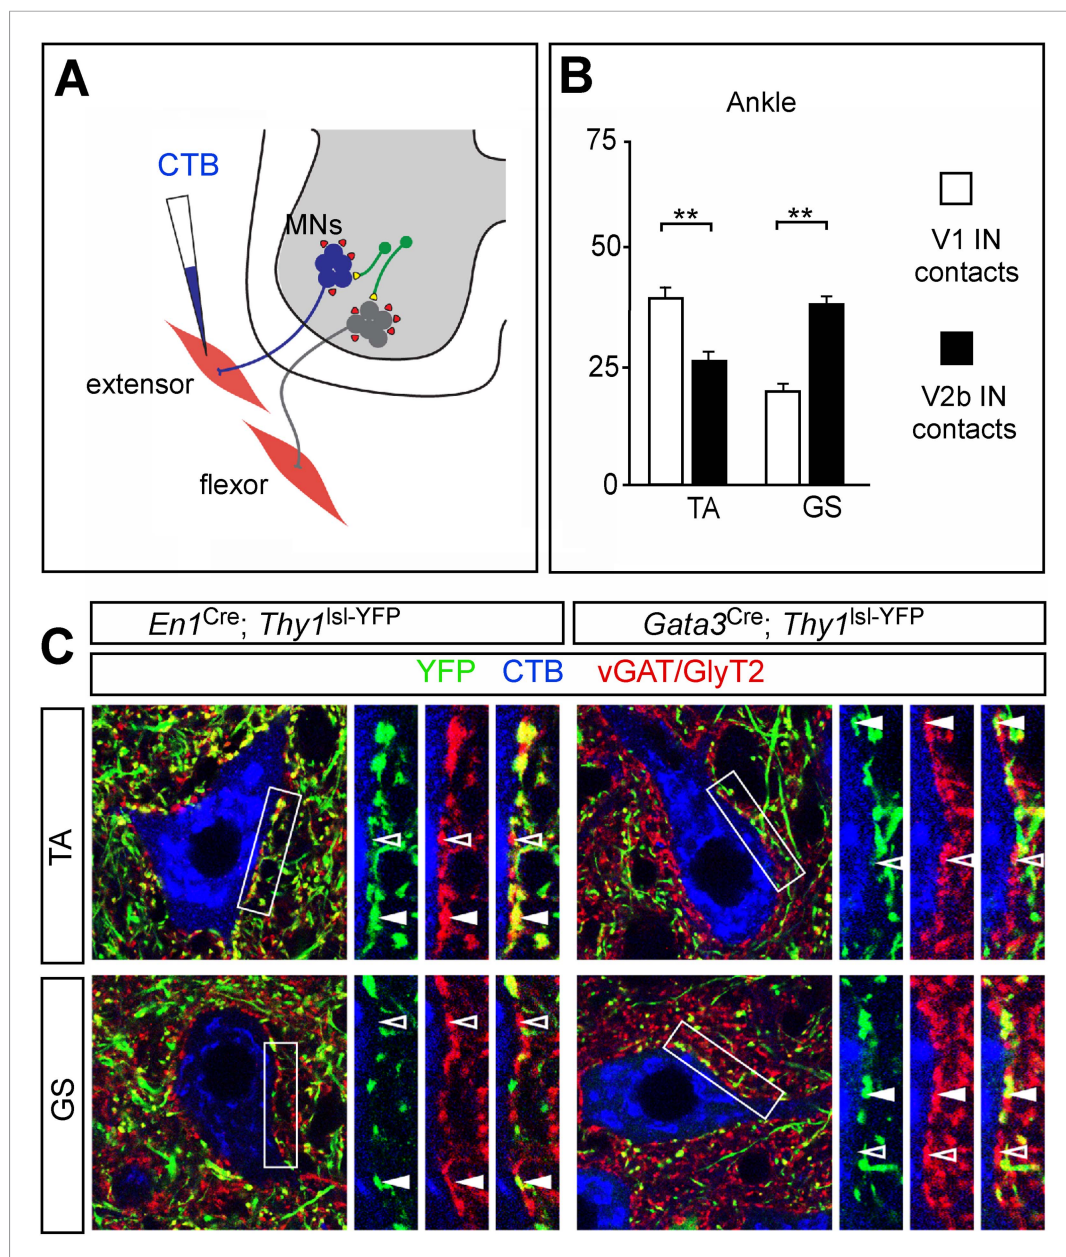 A
CTB
MNs
extensor
flexor
B
Ankle
75
50
25
0
**
**
TA
GS
V1 IN
contacts
V2b IN
contacts
C
En1Cre; Thy1lsl-YFP
Gata3Cre; Thy1lsl-YFP
YFP CTB vGAT/GlyT2
TA
GS